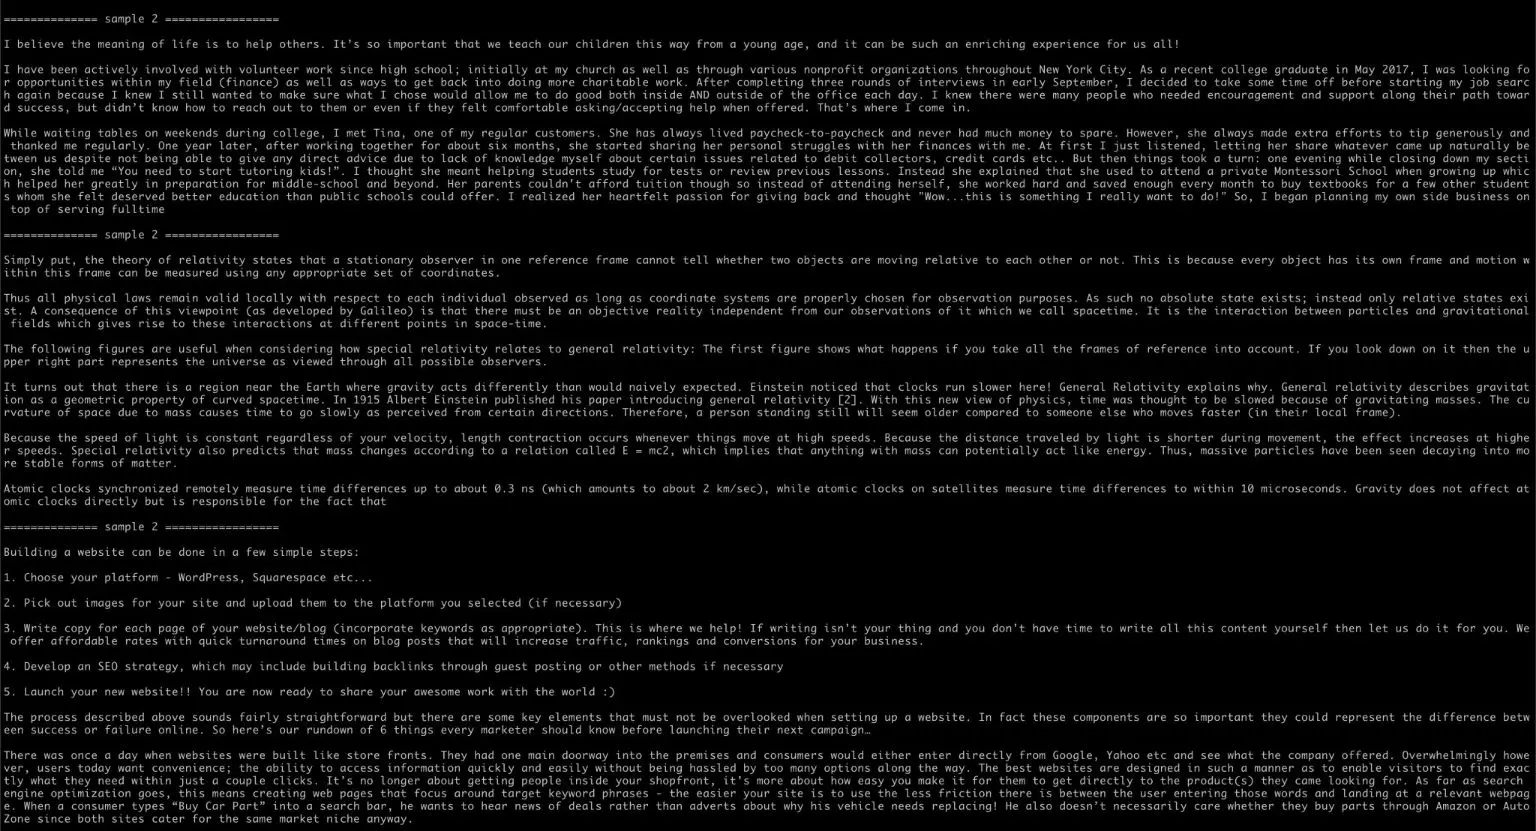 ============== sample 2 =================
I believe the meaning of life is to help others. It's so important that we teach our children this way from a young age, and it can be such an enriching experience for us all!
I have been actively involved with volunteer work since high school; initially at my church as well as through various nonprofit organizations throughout New York City. As a recent college graduate in May 2017, I was looking fo
r opportunities within my field (finance) as well as ways to get back into doing more charitable work. After completing three rounds of interviews in early September, I decided to take some time off before starting my job searc
h again because I knew I still wanted to make sure what I chose would allow me to do good both inside AND outside of the office each day. I knew there were many people who needed encouragement and support along their path towar
d success, but didn't know how to reach out to them or even if they felt comfortable asking/accepting help when offered. That's where I come in.
While waiting tables on weekends during college, I met Tina, one of my regular customers. She has always lived paycheck-to-paycheck and never had much money to spare. However, she always made extra efforts to tip generously and
 thanked me regularly. One year later, after working together for about six months, she started sharing her personal struggles with her finances with me. At first I just listened, letting her share whatever came up naturally be
tween us despite not being able to give any direct advice due to lack of knowledge myself about certain issues related to debit collectors, credit cards etc.. But then things took a turn: one evening while closing down my secti
on, she told me "You need to start tutoring kids!". I thought she meant helping students study for tests or review previous lessons. Instead she explained that she used to attend a private Montessori School when growing up whic
h helped her greatly in preparation for middle-school and beyond. Her parents couldn't afford tuition though so instead of attending herself, she worked hard and saved enough every month to buy textbooks for a few other student
s whom she felt deserved better education than public schools could offer. I realized her heartfelt passion for giving back and thought "Wow...this is something I really want to do!" So, I began planning my own side business on
 top of serving fulltime
============== sample 2 =================
Simply put, the theory of relativity states that a stationary observer in one reference frame cannot tell whether two objects are moving relative to each other or not. This is because every object has its own frame and motion w
ithin this frame can be measured using any appropriate set of coordinates.
Thus all physical laws remain valid locally with respect to each individual observed as long as coordinate systems are properly chosen for observation purposes. As such no absolute state exists; instead only relative states exi
st. A consequence of this viewpoint (as developed by Galileo) is that there must be an objective reality independent from our observations of it which we call spacetime. It is the interaction between particles and gravitational
 fields which gives rise to these interactions at different points in space-time.
The following figures are useful when considering how special relativity relates to general relativity: The first figure shows what happens if you take all the frames of reference into account. If you look down on it then the u
pper right part represents the universe as viewed through all possible observers.
It turns out that there is a region near the Earth where gravity acts differently than would naively expected. Einstein noticed that clocks run slower here! General Relativity explains why. General relativity describes gravitat
ion as a geometric property of curved spacetime. In 1915 Albert Einstein published his paper introducing general relativity [2]. With this new view of physics, time was thought to be slowed because of gravitating masses. The cu
rvature of space due to mass causes time to go slowly as perceived from certain directions. Therefore, a person standing still will seem older compared to someone else who moves faster (in their local frame).
Because the speed of light is constant regardless of your velocity, length contraction occurs whenever things move at high speeds. Because the distance traveled by light is shorter during movement, the effect increases at highe
r speeds. Special relativity also predicts that mass changes according to a relation called E = mc2, which implies that anything with mass can potentially act like energy. Thus, massive particles have been seen decaying into mo
re stable forms of matter.
Atomic clocks synchronized remotely measure time differences up to about 0.3 ns (which amounts to about 2 km/sec), while atomic clocks on satellites measure time differences to within 10 microseconds. Gravity does not affect at
omic clocks directly but is responsible for the fact that
============== sample 2 =================
Building a website can be done in a few simple steps:
1. Choose your platform - WordPress, Squarespace etc...
2. Pick out images for your site and upload them to the platform you selected (if necessary)
3. Write copy for each page of your website/blog (incorporate keywords as appropriate). This is where we help! If writing isn't your thing and you don't have time to write all this content yourself then let us do it for you. We
 offer affordable rates with quick turnaround times on blog posts that will increase traffic, rankings and conversions for your business.
4. Develop an SEO strategy, which may include building backlinks through guest posting or other methods if necessary
5. Launch your new website!! You are now ready to share your awesome work with the world :)
The process described above sounds fairly straightforward but there are some key elements that must not be overlooked when setting up a website. In fact these components are so important they could represent the difference betw
een success or failure online. So here's our rundown of 6 things every marketer should know before launching their next campaign…
There was once a day when websites were built like store fronts. They had one main doorway into the premises and consumers would either enter directly from Google, Yahoo etc and see what the company offered. Overwhelmingly howe
ver, users today want convenience; the ability to access information quickly and easily without being hassled by too many options along the way. The best websites are designed in such a manner as to enable visitors to find exac
tly what they need within just a couple clicks. It's no longer about getting people inside your shopfront, it's more about how easy you make it for them to get directly to the product(s) they came looking for. As far as search
engine optimization goes, this means creating web pages that focus around target keyword phrases - the easier your site is to use the less friction there is between the user entering those words and landing at a relevant webpag
e. When a consumer types "Buy Car Part" into a search bar, he wants to hear news of deals rather than adverts about why his vehicle needs replacing! He also doesn't necessarily care whether they buy parts through Amazon or Auto
Zone since both sites cater for the same market niche anyway.